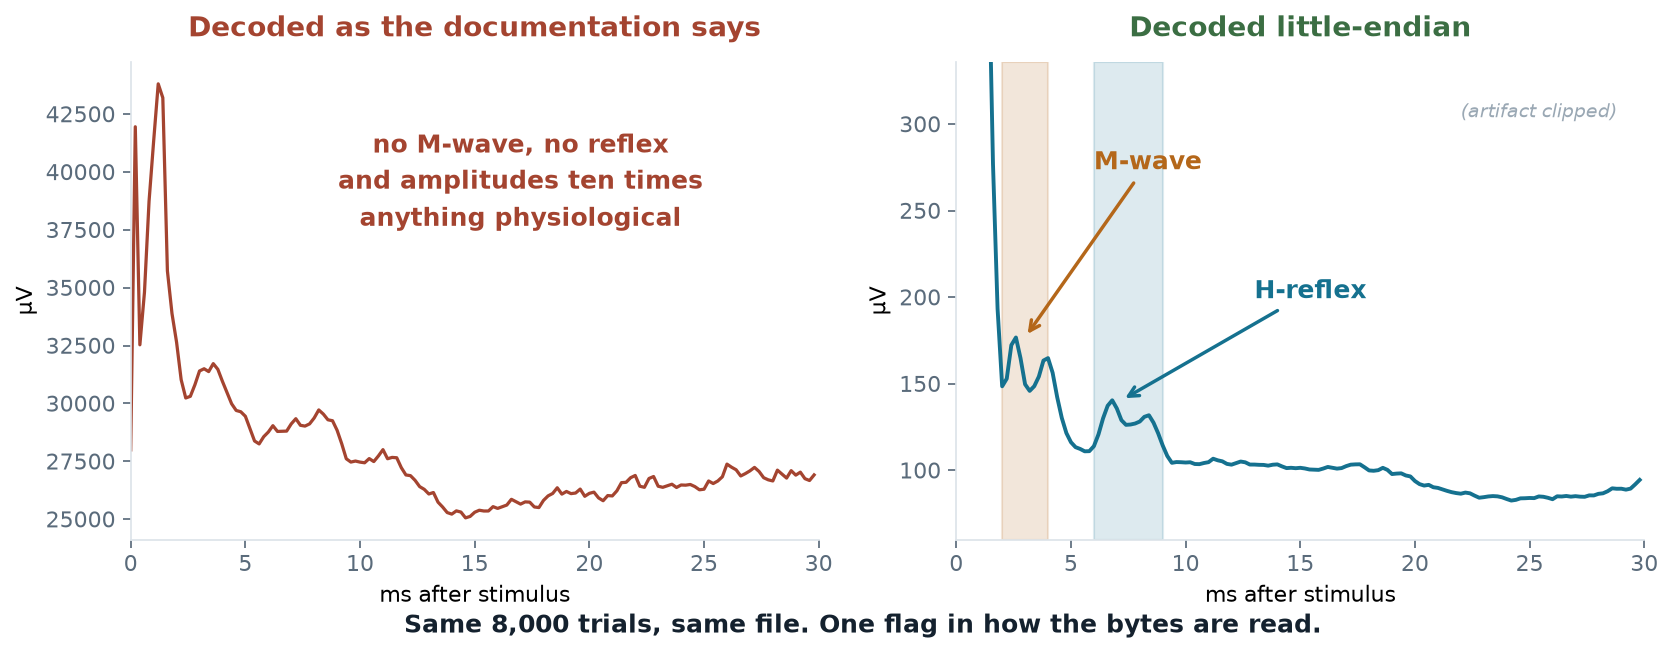 Decoded as the documentation says
42500
40000
37500
35000
32500
30000
27500
25000
µV
no M-wave, no reflex
and amplitudes ten times
anything physiological
0 5 10 15 20 25 30
ms after stimulus
Decoded little-endian
300
250
200
150
100
µV
(artifact clipped)
M-wave
H-reflex
0 5 10 15 20 25 30
ms after stimulus
Same 8,000 trials, same file. One flag in how the bytes are read.